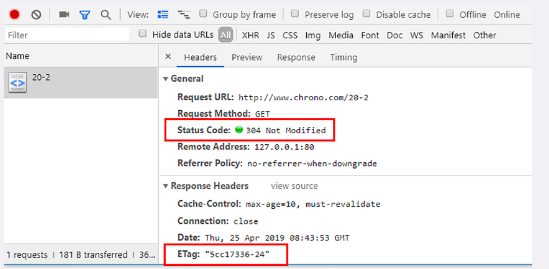 View: Group by frame Preserve log Disable cache Offline Online
Filter Hide data URLs All XHR JS CSS Img Media Font Doc WS Manifest Other
Name
20-2
× Headers Preview Response Timing
▼ General
Request URL: http://www.chrono.com/20-2
Request Method: GET
Status Code: 304 Not Modified
Remote Address: 127.0.0.1:80
Referrer Policy: no-referrer-when-downgrade
▼ Response Headers view source
Cache-Control: max-age=10, must-revalidate
Connection: close
Date: Thu, 25 Apr 2019 08:43:53 GMT
ETag: "5cc17336-24"
1 requests | 181 B transferred | 36...